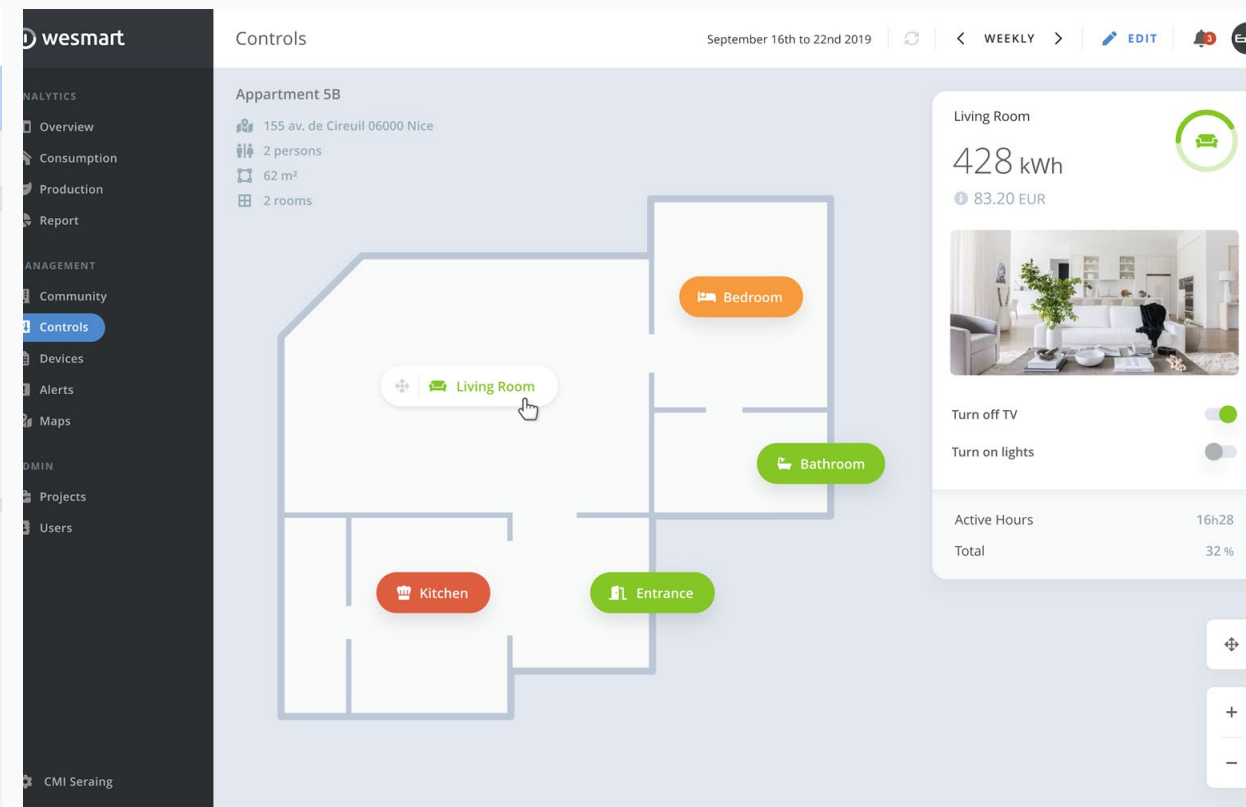 wesmart
Controls
September 16th to 22nd 2019
WEEKLY
EDIT
3
NALYTICS
Overview
Consumption
Production
Report
ANAGEMENT
Community
Controls
Devices
Alerts
Maps
DMIN
Projects
Users
CMI Seraing
Appartment 5B
155 av. de Cireuil 06000 Nice
2 persons
62 m²
2 rooms
Bedroom
Living Room
Bathroom
Kitchen
Entrance
Living Room
428 kWh
83.20 EUR
Turn off TV
Turn on lights
Active Hours 16h28
Total 32 %